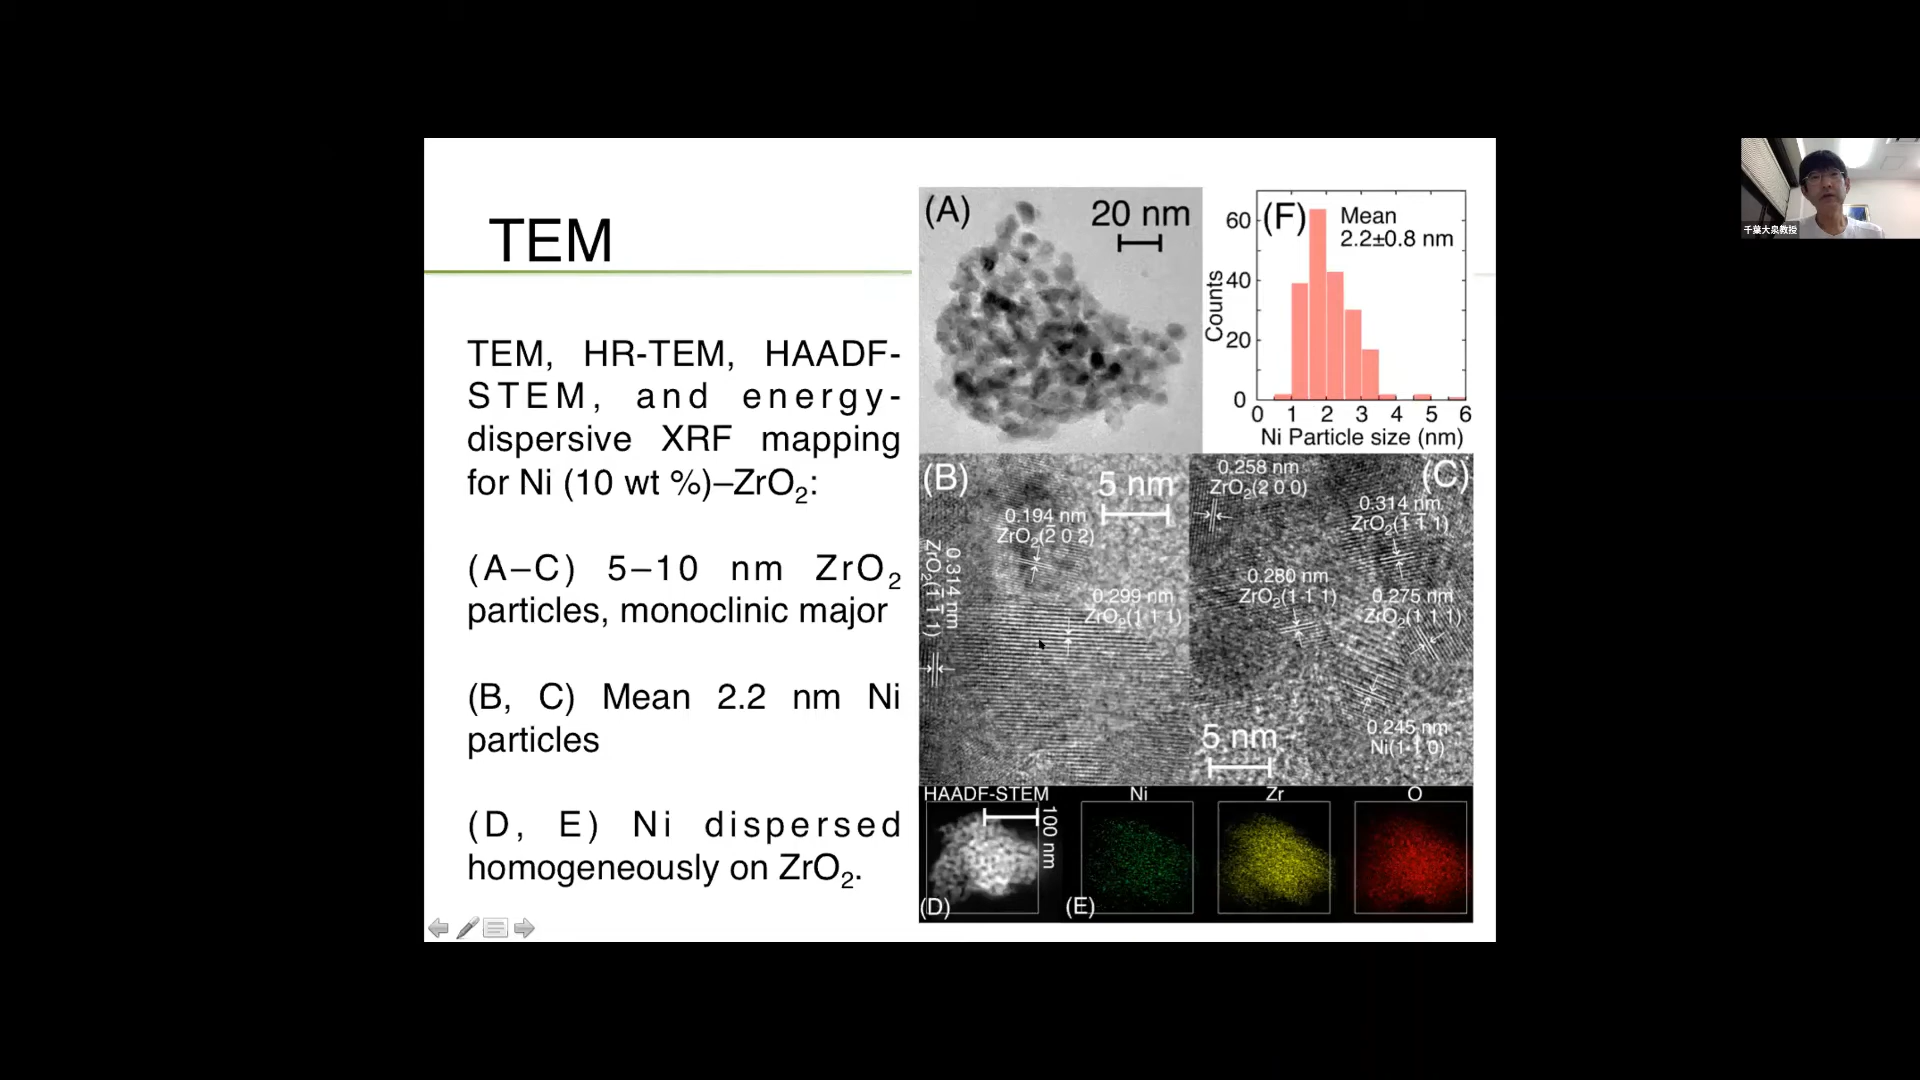 TEM
TEM, HR-TEM, HAADF-
STEM, and energy-
dispersive XRF mapping
for Ni (10 wt %)–ZrO₂:
(A–C) 5–10 nm ZrO₂
particles, monoclinic major
(B, C) Mean 2.2 nm Ni
particles
(D, E) Ni dispersed
homogeneously on ZrO₂.
(A)
20 nm
(F)
Mean
2.2±0.8 nm
Counts
60
40
20
0
0 1 2 3 4 5 6
Ni Particle size (nm)
(B)
5 nm
0.194 nm
ZrO₂(2̅ 0 2)
0.314 nm
ZrO₂(1̅ 1̅ 1)
0.299 nm
ZrO₂(1 1 1)
(C)
0.258 nm
ZrO₂(2 0 0)
0.314 nm
ZrO₂(1̅ 1̅ 1)
0.280 nm
ZrO₂(1 1 1)
0.275 nm
ZrO₂(1 1 1)
5 nm
0.245 nm
Ni(1 1̅ 0)
HAADF-STEM
100 nm
(D)
(E)
Ni
Zr
O
千葉大泉教授